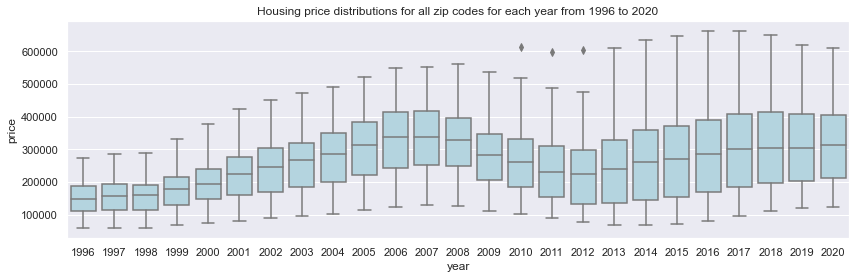 Housing price distributions for all zip codes for each year from 1996 to 2020
600000
500000
400000
300000
200000
100000
price
1996 1997 1998 1999 2000 2001 2002 2003 2004 2005 2006 2007 2008 2009 2010 2011 2012 2013 2014 2015 2016 2017 2018 2019 2020
year